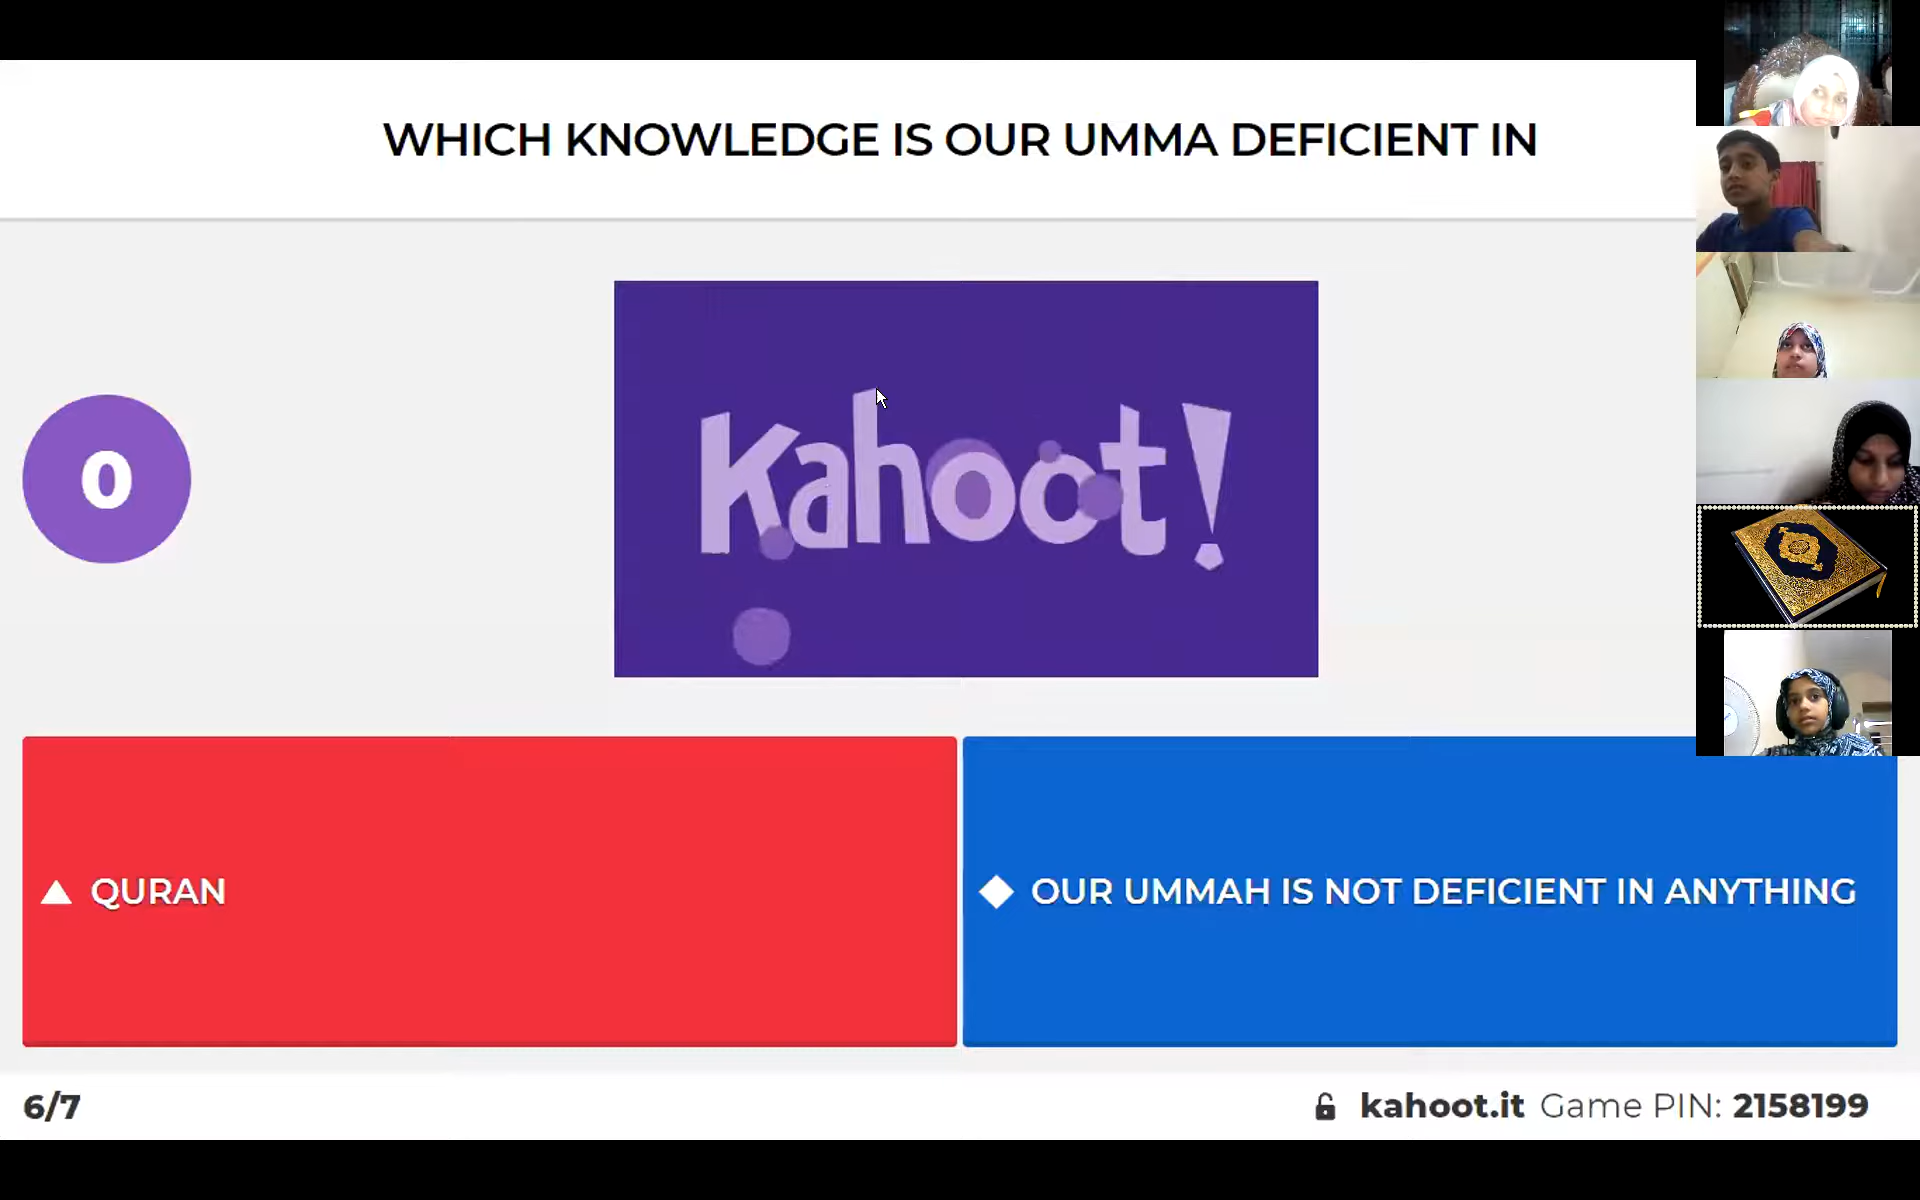 WHICH KNOWLEDGE IS OUR UMMA DEFICIENT IN
0
Kahoot!
QURAN
OUR UMMAH IS NOT DEFICIENT IN ANYTHING
6/7
kahoot.it Game PIN: 2158199